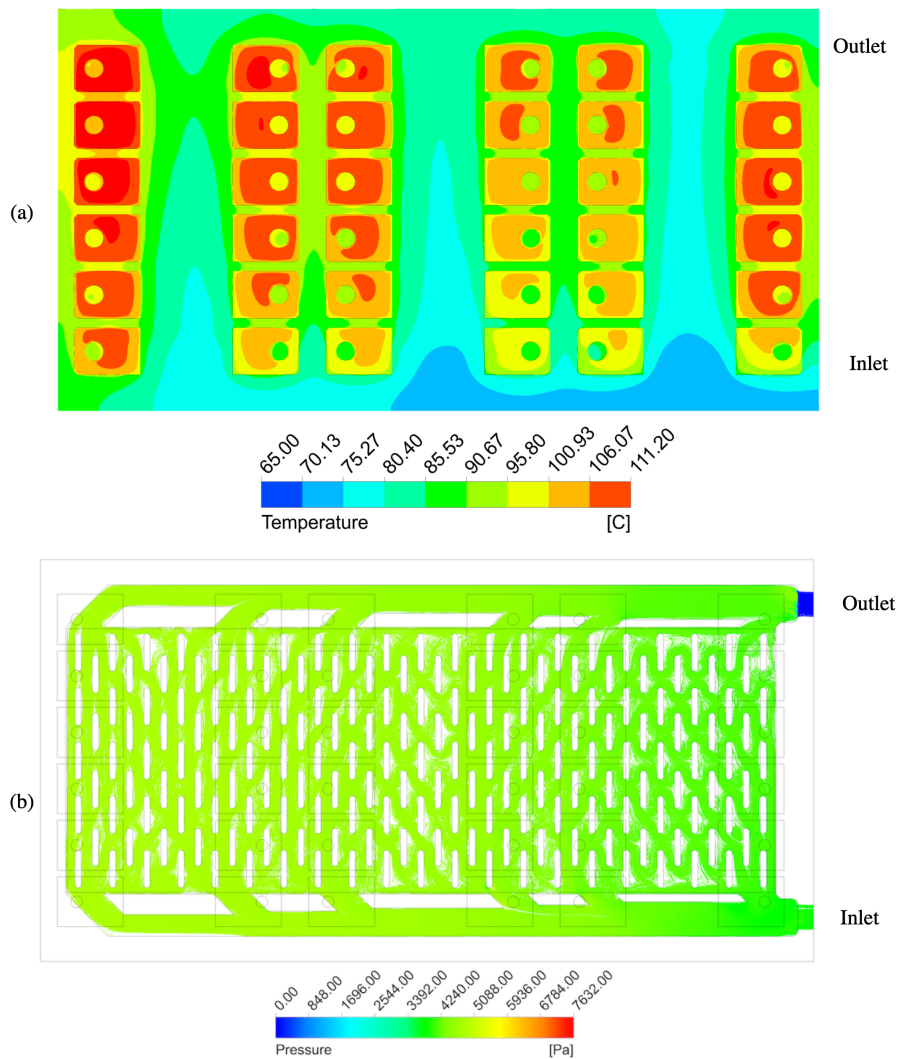 Outlet
(a)
Inlet
65.00 70.13 75.27 80.40 85.53 90.67 95.80 100.93 106.07 111.20
Temperature [C]
Outlet
(b)
Inlet
0.00 848.00 1696.00 2544.00 3392.00 4240.00 5088.00 5936.00 6784.00 7632.00
Pressure [Pa]